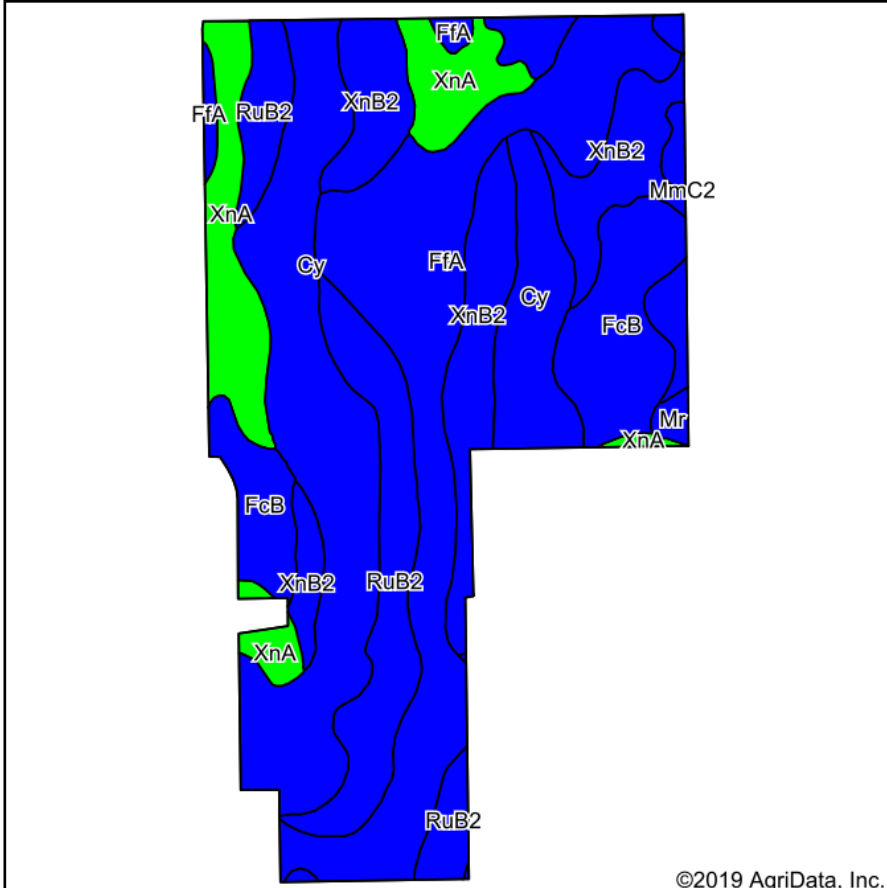 FfA
XnA
XnB2
FfA
RuB2
XnB2
MmC2
XnA
FfA
Cy
Cy
XnB2
FcB
Mr
XnA
FcB
XnB2
RuB2
XnA
RuB2
©2019 AgriData, Inc.